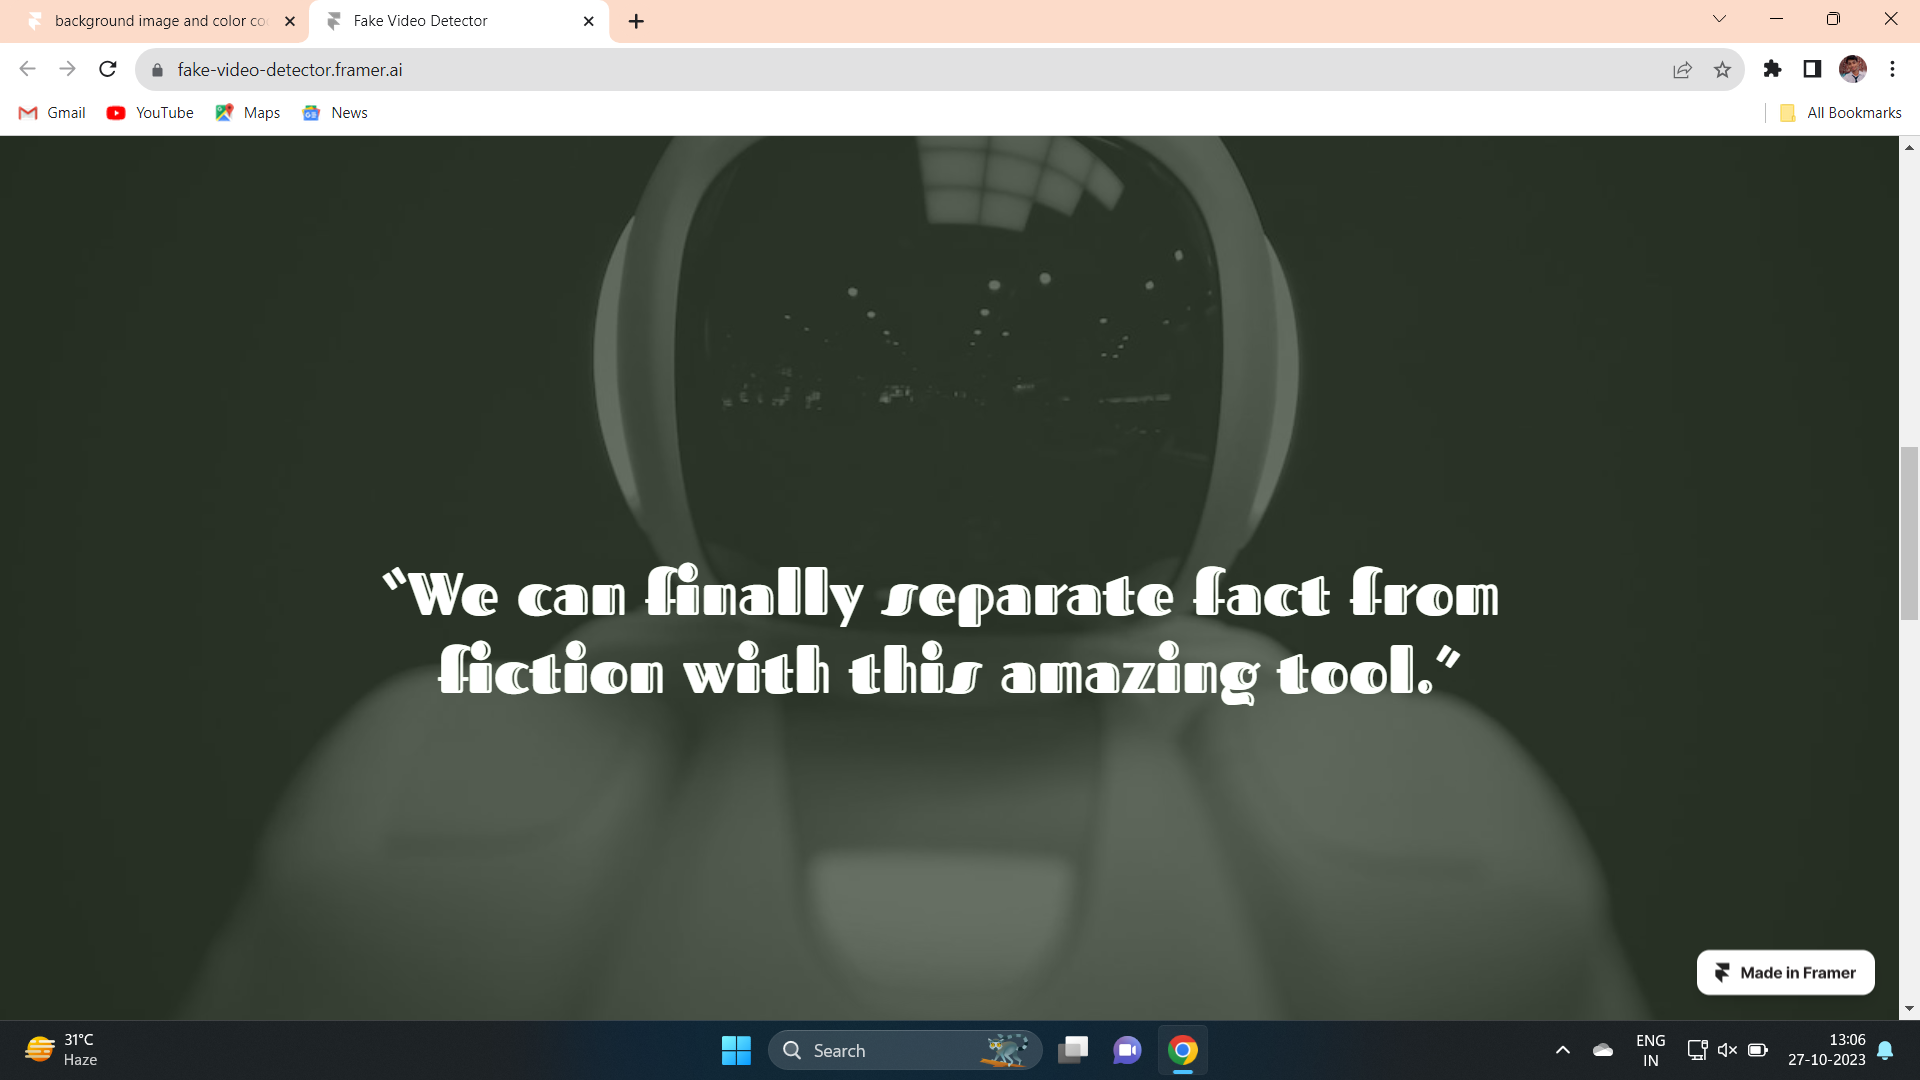 background image and color co
Fake Video Detector
fake-video-detector.framer.ai
Gmail
YouTube
Maps
News
All Bookmarks
“We can finally separate fact from
fiction with this amazing tool.”
Made in Framer
31°C
Haze
Search
ENG
IN
13:06
27-10-2023